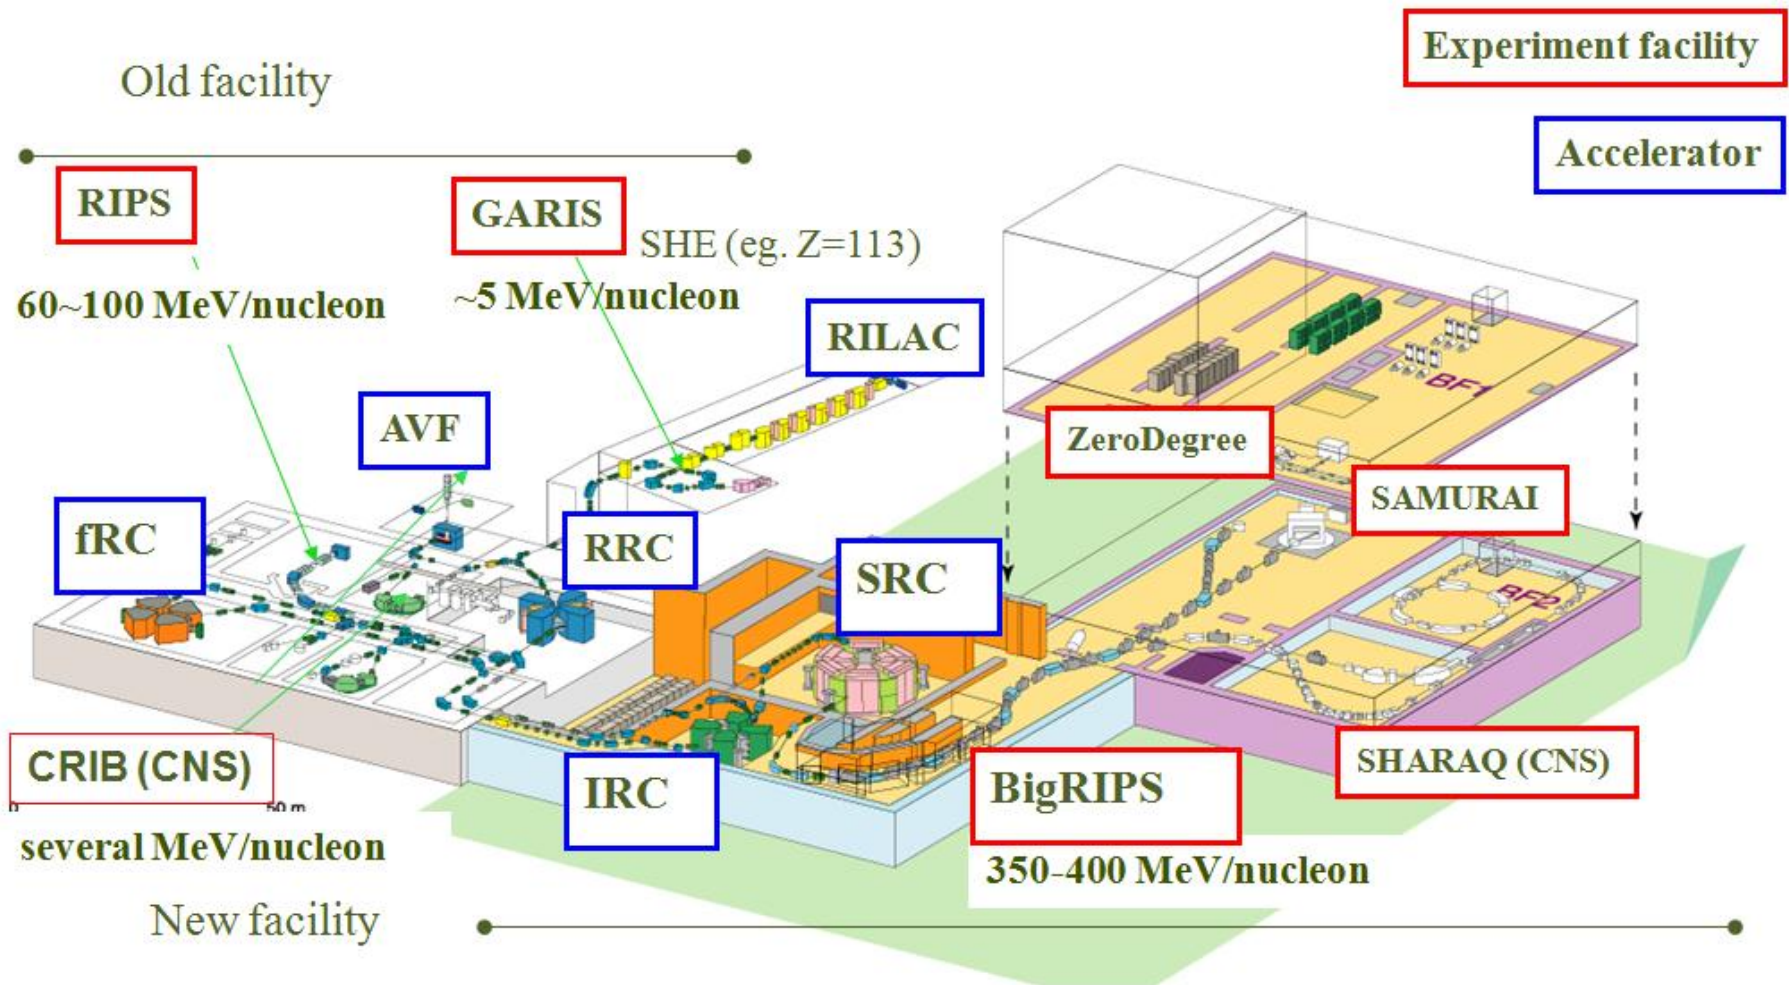 Experiment facility
Old facility
Accelerator
RIPS
GARIS
SHE (eg. Z=113)
60~100 MeV/nucleon
~5 MeV/nucleon
RILAC
BF1
AVF
ZeroDegree
SAMURAI
fRC
RRC
SRC
BF2
CRIB (CNS)
0
50 m
IRC
BigRIPS
SHARAQ (CNS)
several MeV/nucleon
350-400 MeV/nucleon
New facility